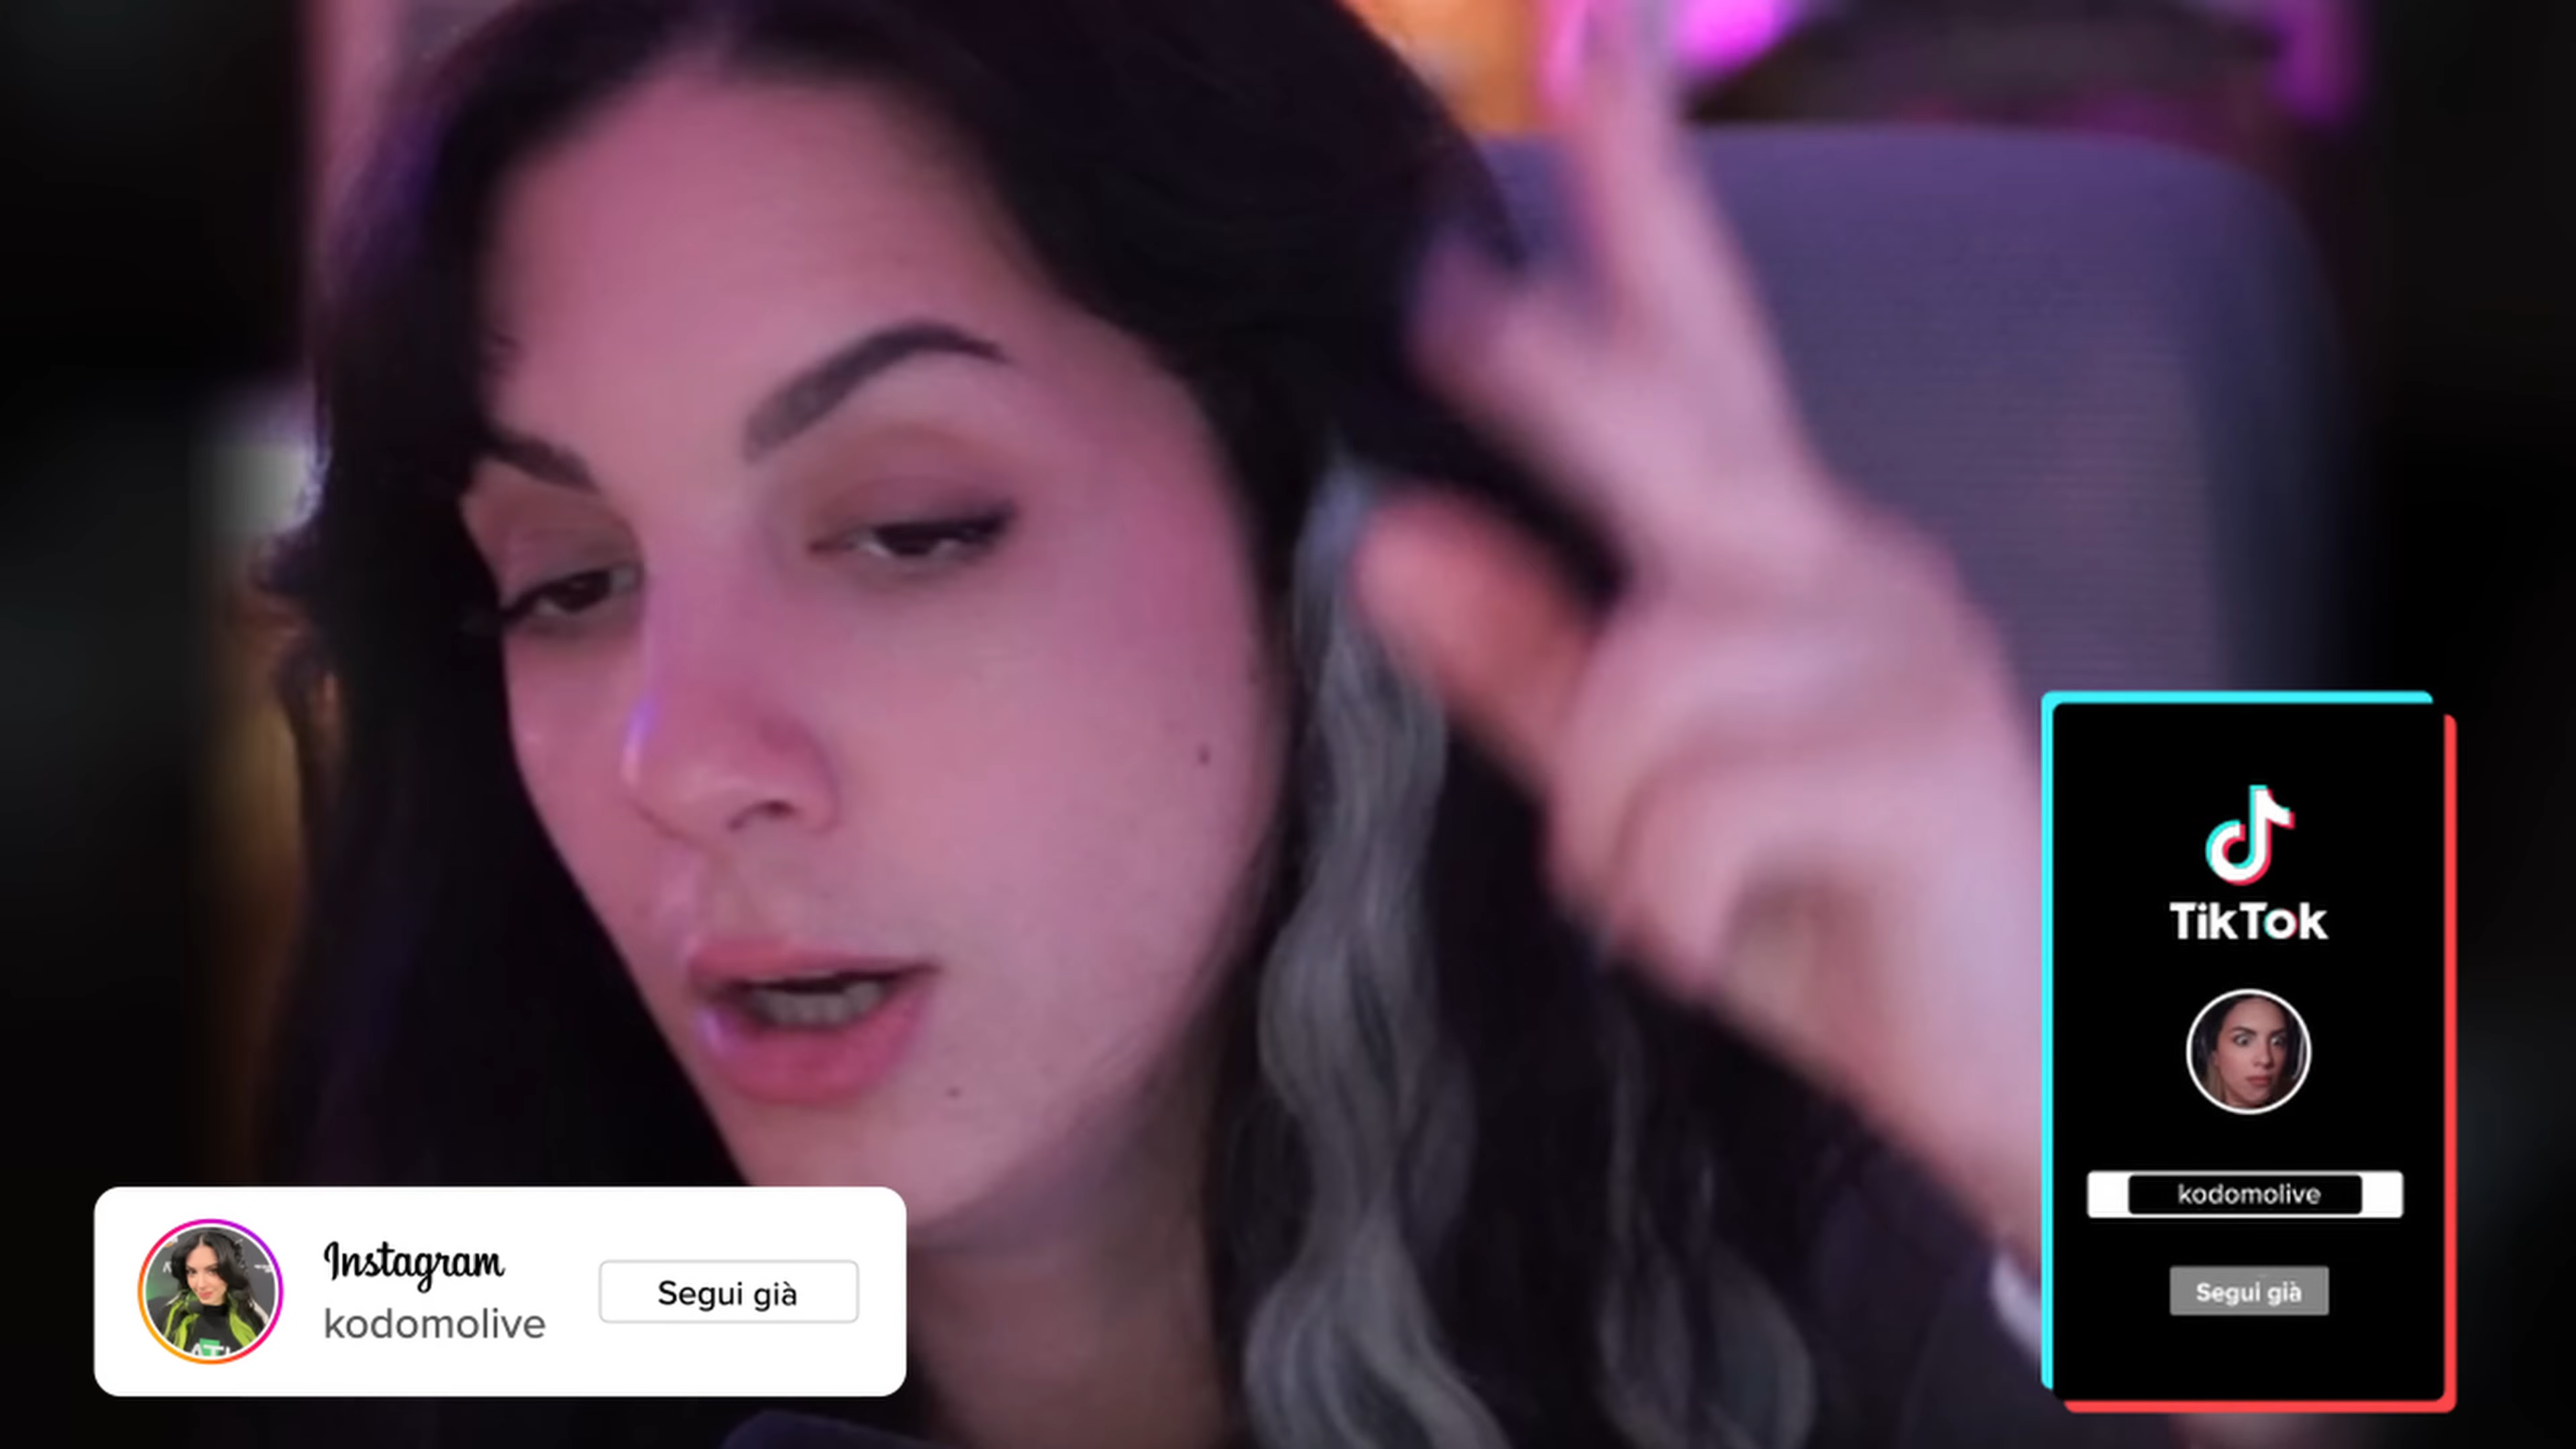 Instagram
kodomolive
Segui già
TikTok
kodomolive
Segui già